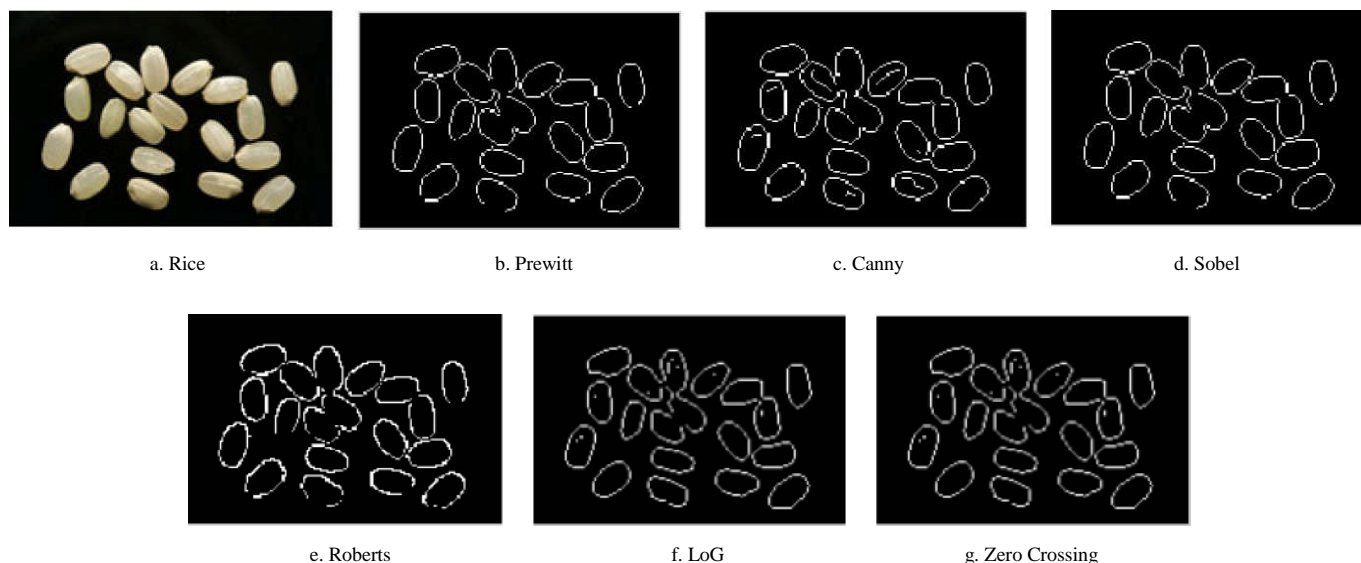 a. Rice
b. Prewitt
c. Canny
d. Sobel
e. Roberts
f. LoG
g. Zero Crossing